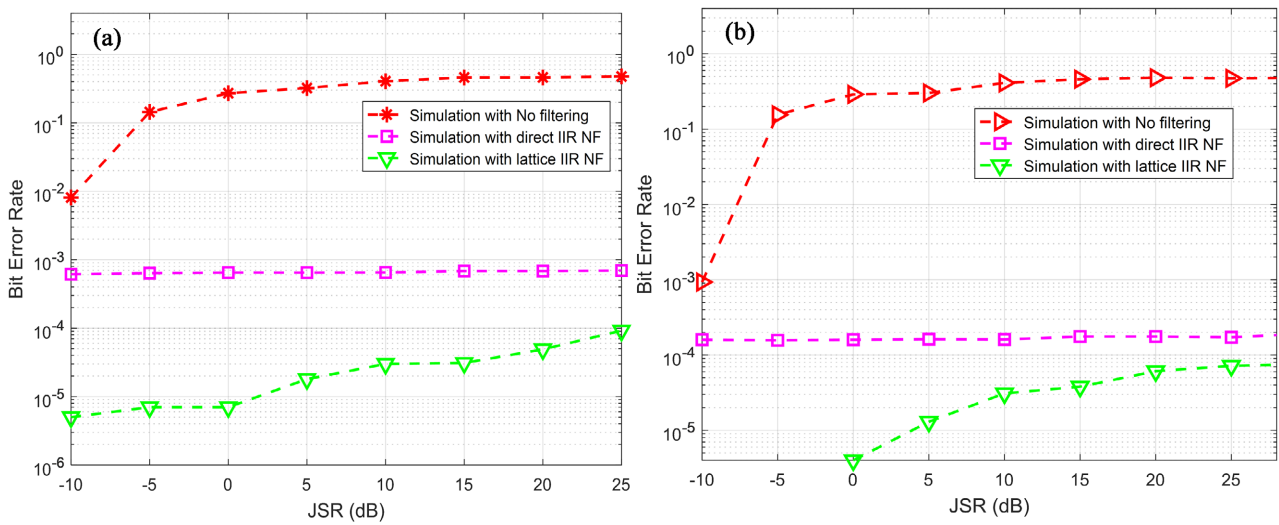 (a)
10^0
10^-1
10^-2
10^-3
10^-4
10^-5
10^-6
Bit Error Rate
-10 -5 0 5 10 15 20 25
JSR (dB)
Simulation with No filtering
Simulation with direct IIR NF
Simulation with lattice IIR NF
(b)
10^0
10^-1
10^-2
10^-3
10^-4
10^-5
Bit Error Rate
-10 -5 0 5 10 15 20 25
JSR (dB)
Simulation with No filtering
Simulation with direct IIR NF
Simulation with lattice IIR NF